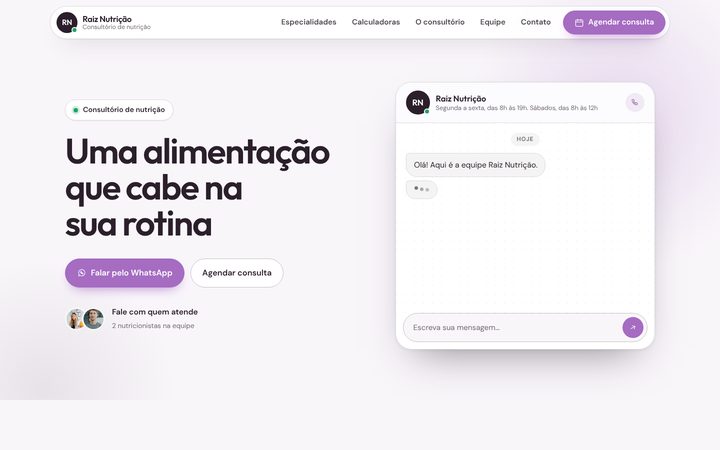 RN
Raiz Nutrição
Consultório de nutrição
Especialidades
Calculadoras
O consultório
Equipe
Contato
Agendar consulta
Consultório de nutrição
Uma alimentação
que cabe na
sua rotina
Falar pelo WhatsApp
Agendar consulta
Fale com quem atende
2 nutricionistas na equipe
RN
Raiz Nutrição
Segunda a sexta, das 8h às 19h. Sábados, das 8h às 12h
HOJE
Olá! Aqui é a equipe Raiz Nutrição.
Escreva sua mensagem...